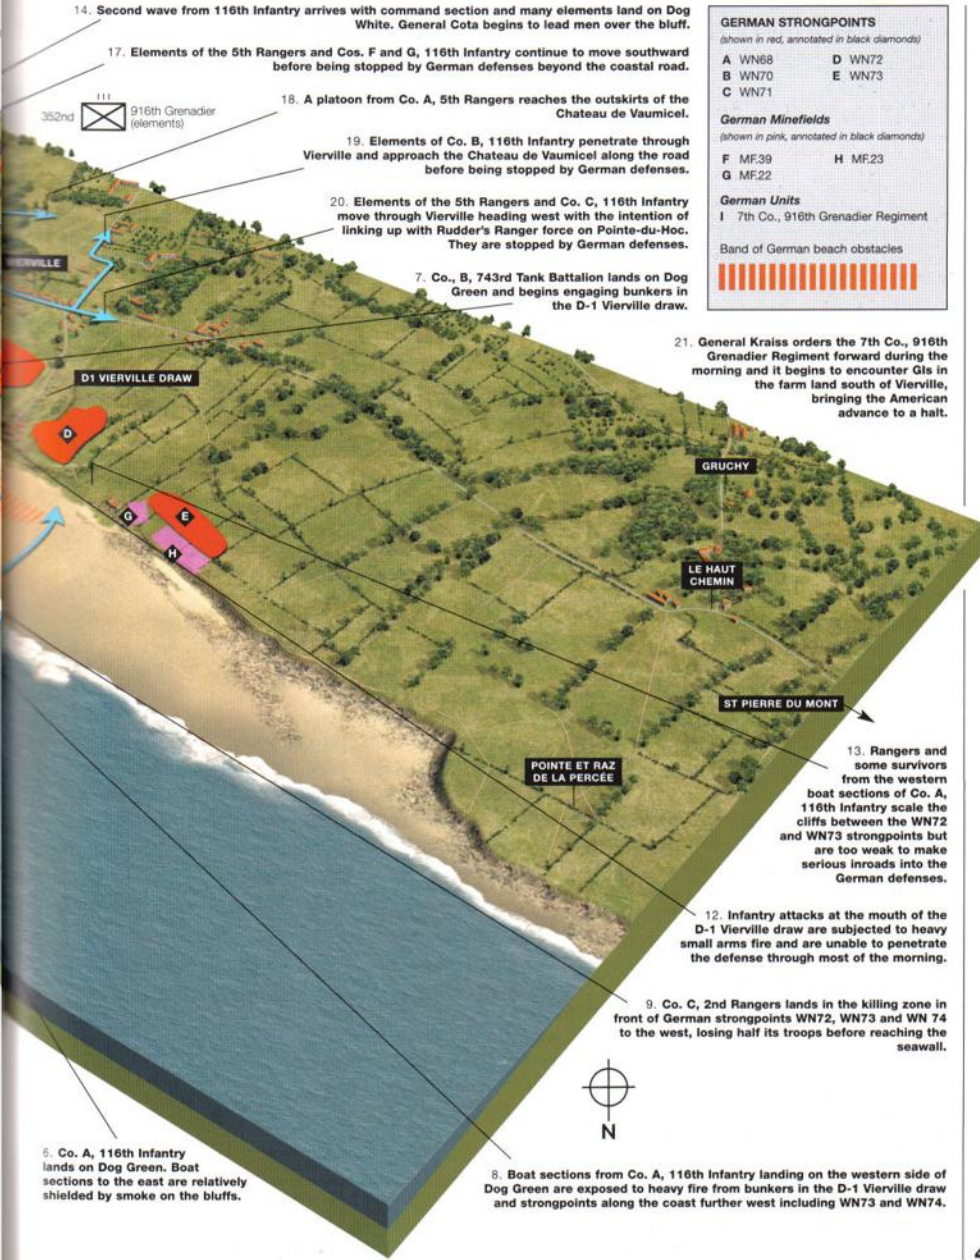 14. Second wave from 116th Infantry arrives with command section and many elements land on Dog
White. General Cota begins to lead men over the bluff.
17. Elements of the 5th Rangers and Cos. F and G, 116th Infantry continue to move southward
before being stopped by German defenses beyond the coastal road.
III
352nd
916th Grenadier
(elements)
18. A platoon from Co. A, 5th Rangers reaches the outskirts of the
Chateau de Vaumicel.
19. Elements of Co. B, 116th Infantry penetrate through
Vierville and approach the Chateau de Vaumicel along the road
before being stopped by German defenses.
20. Elements of the 5th Rangers and Co. C, 116th Infantry
move through Vierville heading west with the intention of
linking up with Rudder's Ranger force on Pointe-du-Hoc.
They are stopped by German defenses.
7. Co., B, 743rd Tank Battalion lands on Dog
Green and begins engaging bunkers in
the D-1 Vierville draw.
GERMAN STRONGPOINTS
(shown in red, annotated in black diamonds)
A WN68 D WN72
B WN70 E WN73
C WN71
German Minefields
(shown in pink, annotated in black diamonds)
F MF.39 H MF.23
G MF.22
German Units
I 7th Co., 916th Grenadier Regiment
Band of German beach obstacles
21. General Kraiss orders the 7th Co., 916th
Grenadier Regiment forward during the
morning and it begins to encounter GIs in
the farm land south of Vierville,
bringing the American
advance to a halt.
VIERVILLE
D1 VIERVILLE DRAW
D
G
E
H
GRUCHY
LE HAUT
CHEMIN
ST PIERRE DU MONT
POINTE ET RAZ
DE LA PERCÉE
13. Rangers and
some survivors
from the western
boat sections of Co. A,
116th Infantry scale the
cliffs between the WN72
and WN73 strongpoints but
are too weak to make
serious inroads into the
German defenses.
12. Infantry attacks at the mouth of the
D-1 Vierville draw are subjected to heavy
small arms fire and are unable to penetrate
the defense through most of the morning.
9. Co. C, 2nd Rangers lands in the killing zone in
front of German strongpoints WN72, WN73 and WN 74
to the west, losing half its troops before reaching the
seawall.
N
6. Co. A, 116th Infantry
lands on Dog Green. Boat
sections to the east are relatively
shielded by smoke on the bluffs.
8. Boat sections from Co. A, 116th Infantry landing on the western side of
Dog Green are exposed to heavy fire from bunkers in the D-1 Vierville draw
and strongpoints along the coast further west including WN73 and WN74.